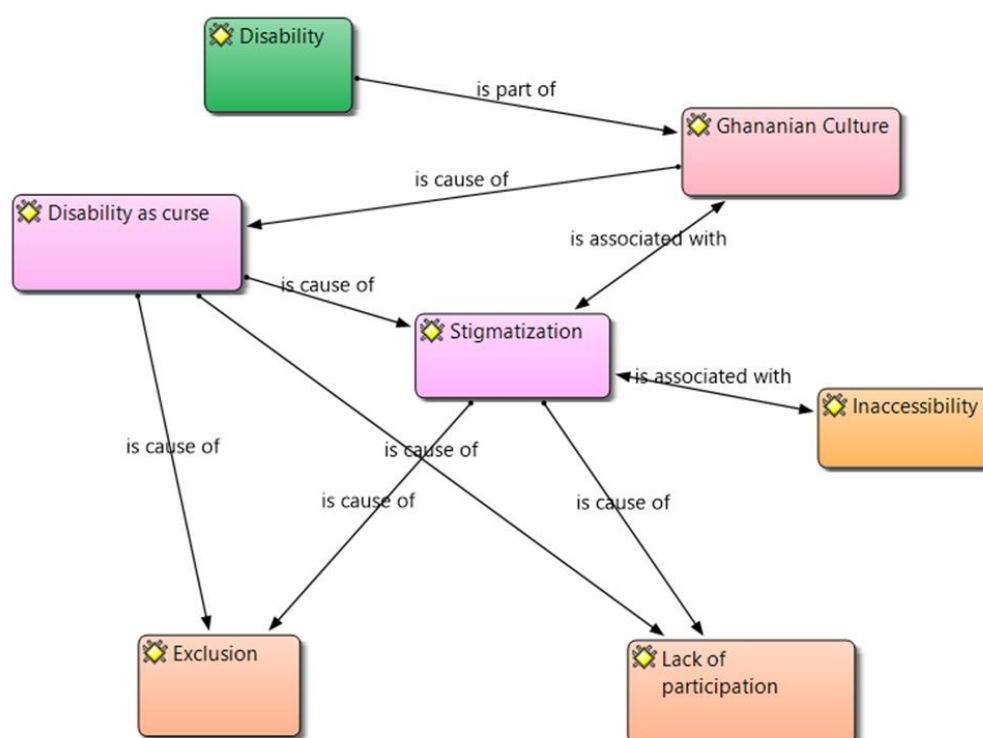 Disability
is part of
Ghananian Culture
is cause of
Disability as curse
is associated with
is cause of
Stigmatization
is associated with
Inaccessibility
is cause of
is cause of
is cause of
is cause of
Exclusion
Lack of
participation